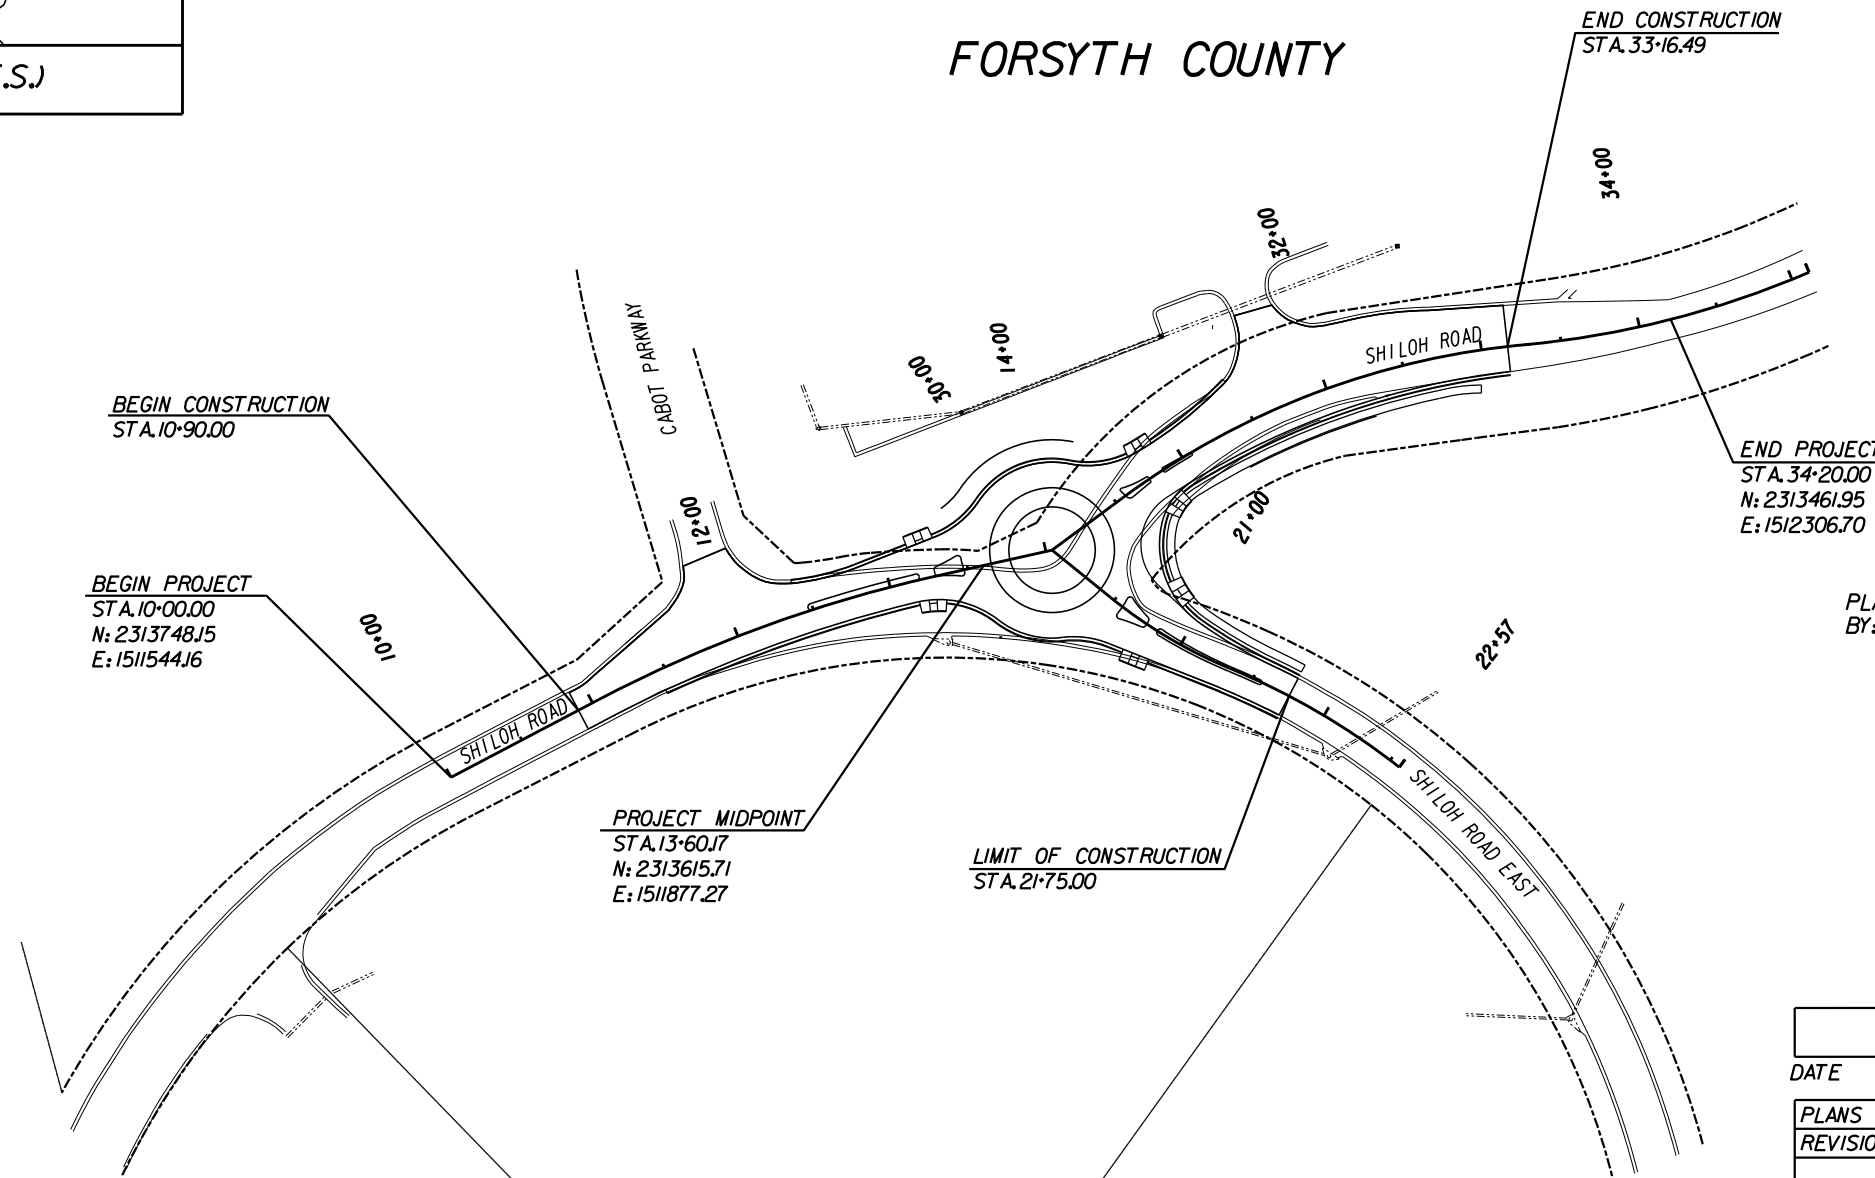 .S.)
FORSYTH COUNTY
END CONSTRUCTION
STA.33+16.49
34+00
32+00
14+00
30+00
CABOT PARKWAY
SHILOH ROAD
BEGIN CONSTRUCTION
STA.10+90.00
12+00
21+00
END PROJECT
STA.34+20.00
N: 2313461.95
E: 1512306.70
BEGIN PROJECT
STA.10+00.00
N: 2313748.15
E: 1511544.16
10+00
22+57
PLA
BY:
SHILOH ROAD
PROJECT MIDPOINT
STA.13+60.17
N: 2313615.71
E: 1511877.27
LIMIT OF CONSTRUCTION
STA.21+75.00
SHILOH ROAD EAST
DATE
PLANS
REVISIO